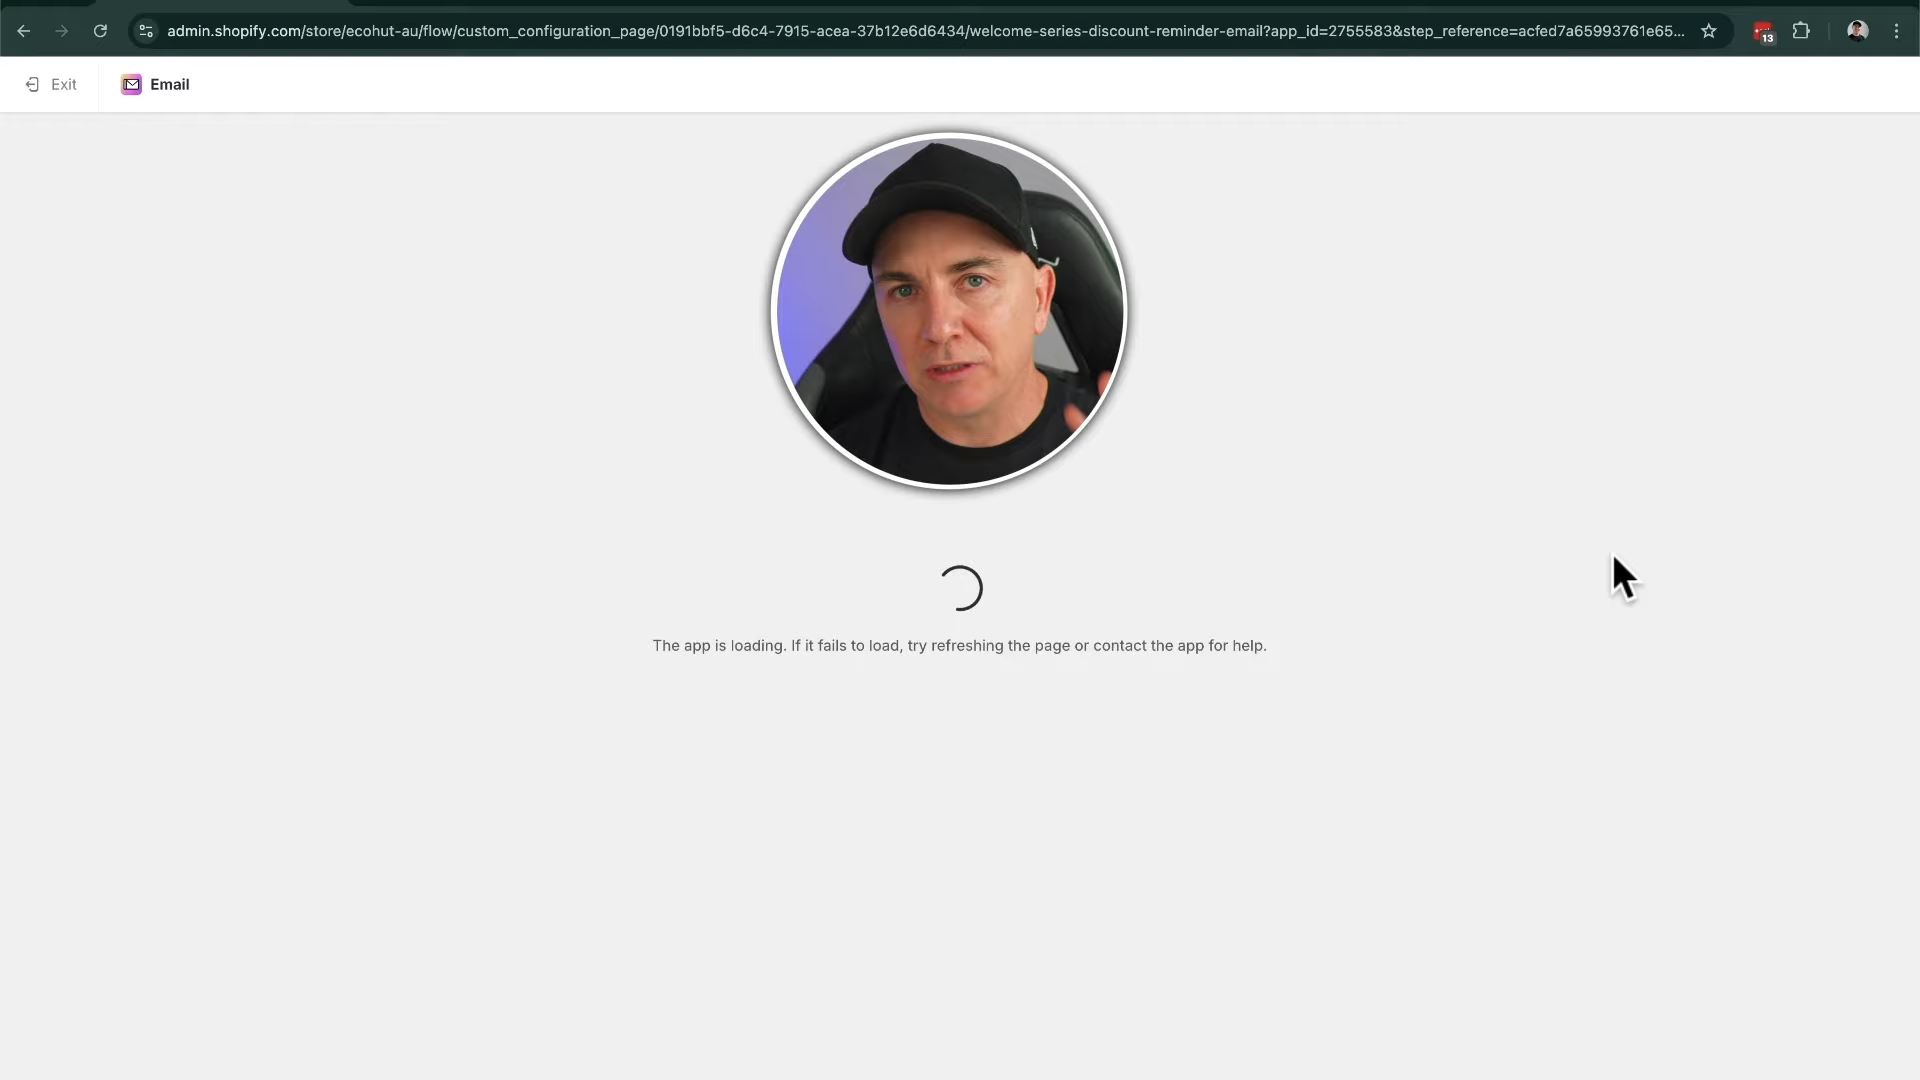 admin.shopify.com/store/ecohut-au/flow/custom_configuration_page/0191bbf5-d6c4-7915-acea-37b12e6d6434/welcome-series-discount-reminder-email?app_id=2755583&step_reference=acfed7a65993761e65...
13
Exit
Email
The app is loading. If it fails to load, try refreshing the page or contact the app for help.